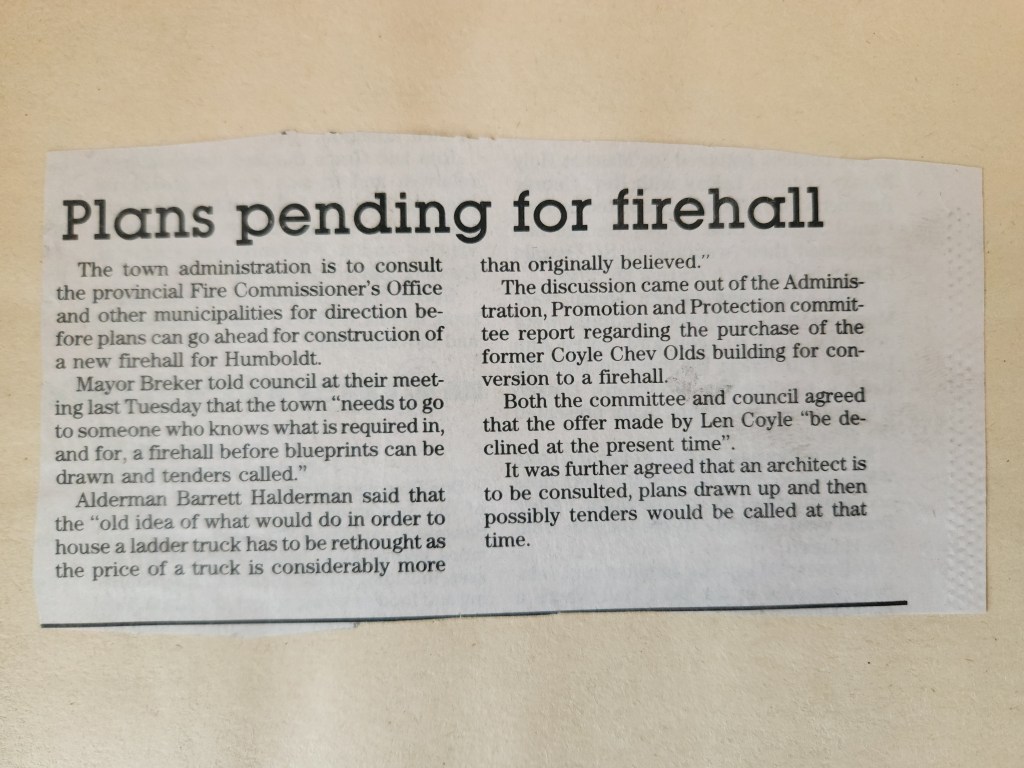 Plans pending for firehall
The town administration is to consult
the provincial Fire Commissioner's Office
and other municipalities for direction be-
fore plans can go ahead for construcuion of
a new firehall for Humboldt.
Mayor Breker told council at their meet-
ing last Tuesday that the town "needs to go
to someone who knows what is required in,
and for, a firehall before blueprints can be
drawn and tenders called."
Alderman Barrett Halderman said that
the "old idea of what would do in order to
house a ladder truck has to be rethought as
the price of a truck is considerably more
than originally believed."
The discussion came out of the Adminis-
tration, Promotion and Protection commit-
tee report regarding the purchase of the
former Coyle Chev Olds building for con-
version to a firehall.
Both the committee and council agreed
that the offer made by Len Coyle "be de-
clined at the present time".
It was further agreed that an architect is
to be consulted, plans drawn up and then
possibly tenders would be called at that
time.